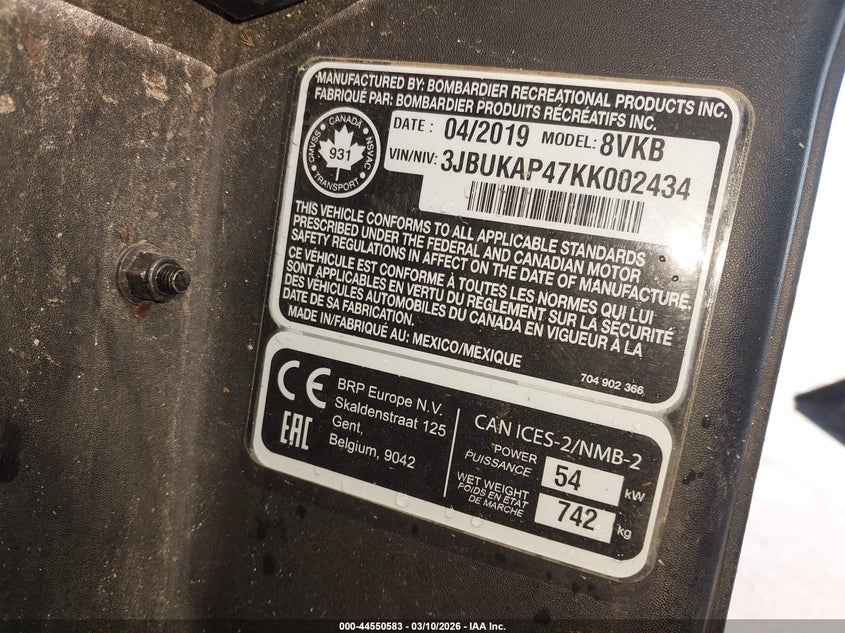 MANUFACTURED BY: BOMBARDIER RECREATIONAL PRODUCTS INC.
FABRIQUÉ PAR: BOMBARDIER PRODUITS RÉCRÉATIFS INC.
CANADA
CMVSS
NSVAC
931
TRANSPORT
DATE : 04/2019 MODEL: 8VKB
VIN/NIV: 3JBUKAP47KK002434
THIS VEHICLE CONFORMS TO ALL APPLICABLE STANDARDS
PRESCRIBED UNDER THE FEDERAL AND CANADIAN MOTOR
SAFETY REGULATIONS IN AFFECT ON THE DATE OF MANUFACTURE.
CE VÉHICULE EST CONFORME À TOUTES LES NORMES QUI LUI
SONT APPLICABLES EN VERTU DU REGLEMENT SUR LA SÉCURITÉ
DES VÉHICULES AUTOMOBILES DU CANADA EN VIGUEUR À LA
DATE DE SA FABRICATION.
MADE IN/FABRIQUÉ AU: MEXICO/MEXIQUE
704 902 366
CE
EAC
BRP Europe N.V.
Skaldenstraat 125
Gent,
Belgium, 9042
CAN ICES-2/NMB-2
POWER
PUISSANCE
54 kW
WET WEIGHT
POIDS EN ÉTAT
DE MARCHE
742 kg
000-44550583 - 03/10/2026 - IAA Inc.